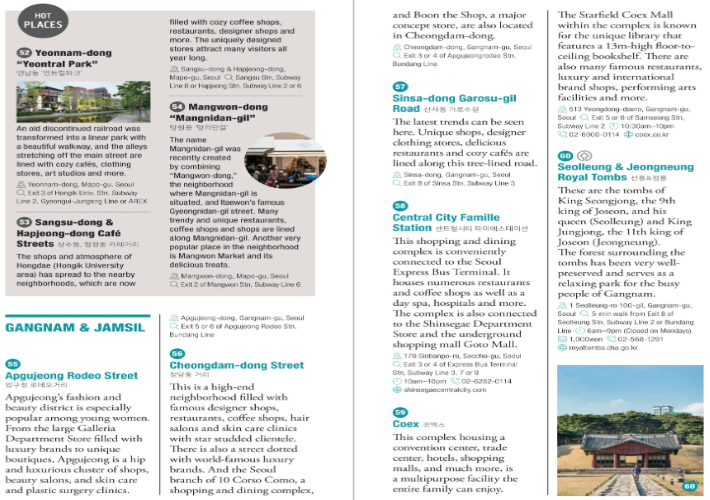 HOT
PLACES
52 Yeonnam-dong
“Yeontral Park”
연남동 ‘연트럴파크’
An old discontinued railroad was
transformed into a linear park with
a beautiful walkway, and the alleys
stretching off the main street are
lined with cozy cafés, clothing
stores, art studios and more.
Yeonnam-dong, Mapo-gu, Seoul
Exit 3 of Hongik Univ. Stn, Subway
Line 2, Gyeongui-Jungang Line or AREX
53 Sangsu-dong &
Hapjeong-dong Café
Streets 상수동, 합정동 카페거리
The shops and atmosphere of
Hongdae (Hongik University
area) has spread to the nearby
neighborhoods, which are now
filled with cozy coffee shops,
restaurants, designer shops and
more. The uniquely designed
stores attract many visitors all
year long.
Sangsu-dong & Hapjeong-dong,
Mapo-gu, Seoul Sangsu Stn, Subway
Line 6 or Hapjeong Stn, Subway Line 2 or 6
54 Mangwon-dong
“Mangnidan-gil”
망원동 ‘망리단길’
The name
Mangnidan-gil was
recently created
by combining
“Mangwon-dong,”
the neighborhood
where Mangnidan-gil is
situated, and Itaewon’s famous
Gyeongnidan-gil street. Many
trendy and unique restaurants,
coffee shops and shops are lined
along Mangnidan-gil. Another very
popular place in the neighborhood
is Mangwon Market and its
delicious treats.
Mangwon-dong, Mapo-gu, Seoul
Exit 2 of Mangwon Stn, Subway Line 6
GANGNAM & JAMSIL
55
Apgujeong Rodeo Street
압구정 로데오거리
Apgujeong’s fashion and
beauty district is especially
popular among young women.
From the large Galleria
Department Store filled with
luxury brands to unique
boutiques, Apgujeong is a hip
and luxurious cluster of shops,
beauty salons, and skin care
and plastic surgery clinics.
Apgujeong-dong, Gangnam-gu, Seoul
Exit 5 or 6 of Apgujeong Rodeo Stn,
Bundang Line
56
Cheongdam-dong Street
청담동 거리
This is a high-end
neighborhood filled with
famous designer shops,
restaurants, coffee shops, hair
salons and skin care clinics
with star studded clientele.
There is also a street dotted
with world-famous luxury
brands. And the Seoul
branch of 10 Corso Como, a
shopping and dining complex,
and Boon the Shop, a major
concept store, are also located
in Cheongdam-dong.
Cheongdam-dong, Gangnam-gu, Seoul
Exit 3 or 4 of Apgujeongrodeo Stn,
Bundang Line
57
Sinsa-dong Garosu-gil
Road 신사동 가로수길
The latest trends can be seen
here. Unique shops, designer
clothing stores, delicious
restaurants and cozy cafés are
lined along this tree-lined road.
Sinsa-dong, Gangnam-gu, Seoul
Exit 8 of Sinsa Stn. Subway Line 3
58
Central City Famille
Station 센트럴시티 파미에스테이션
This shopping and dining
complex is conveniently
connected to the Seoul
Express Bus Terminal. It
houses numerous restaurants
and coffee shops as well as a
day spa, hospitals and more.
The complex is also connected
to the Shinsegae Department
Store and the underground
shopping mall Goto Mall.
176 Sinbanpo-ro, Seocho-gu, Seoul
Exit 3 or 4 of Express Bus Terminal
Stn, Subway Line 3, 7 or 9
10am–10pm 02-6282-0114
shinsegaecentralcity.com
59
Coex 코엑스
This complex housing a
convention center, trade
center, hotels, shopping
malls, and much more, is
a multipurpose facility the
entire family can enjoy.
The Starfield Coex Mall
within the complex is known
for the unique library that
features a 13m-high floor-to-
ceiling bookshelf. There are
also many famous restaurants,
luxury and international
brand shops, performing arts
facilities and more.
513 Yeongdong-daero, Gangnam-gu,
Seoul Exit 5 or 6 of Samseong Stn,
Subway Line 2 10:30am–10pm
02-6000-0114 coex.co.kr
60
Seolleung & Jeongneung
Royal Tombs 선릉&정릉
These are the tombs of
King Seongjong, the 9th
king of Joseon, and his
queen (Seolleung) and King
Jungjong, the 11th king of
Joseon (Jeongneung).
The forest surrounding the
tombs has been very well-
preserved and serves as a
relaxing park for the busy
people of Gangnam.
1 Seolleung-ro 100-gil, Gangnam-gu,
Seoul 5-min walk from Exit 8 of
Seolleung Stn. Subway Line 2 or Bundang
Line 6am–9pm (Closed on Mondays)
1,000won 02-568-1291
royaltombs.cha.go.kr
60